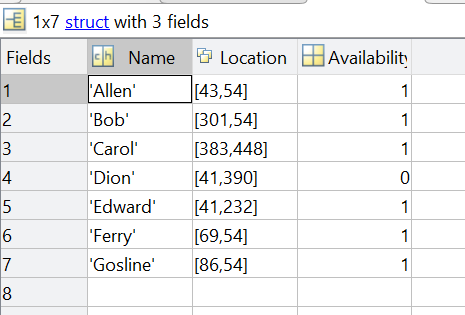 1x7 struct with 3 fields
Fields Name Location Availability
1 'Allen' [43,54] 1
2 'Bob' [301,54] 1
3 'Carol' [383,448] 1
4 'Dion' [41,390] 0
5 'Edward' [41,232] 1
6 'Ferry' [69,54] 1
7 'Gosline' [86,54] 1
8